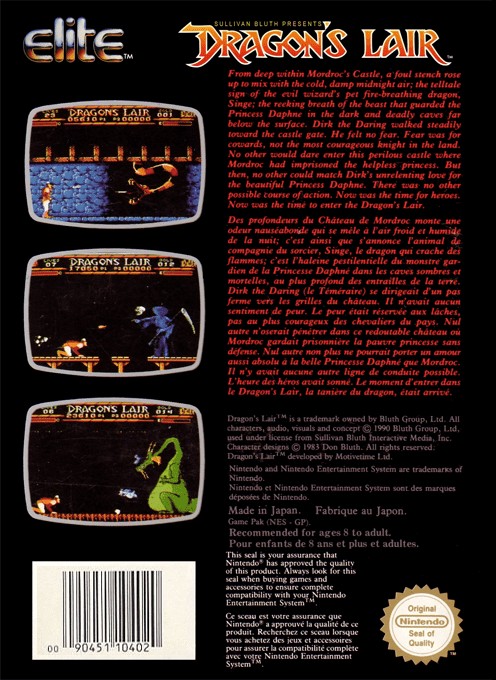 elite™
SULLIVAN BLUTH PRESENTS
DRAGON'S LAIR™
From deep within Mordroc's Castle, a foul stench rose
up to mix with the cold, damp midnight air; the telltale
sign of the evil wizard's pet fire-breathing dragon,
Singe; the reeking breath of the beast that guarded the
Princess Daphne in the dark and deadly caves far
below the surface. Dirk the Daring walked steadily
toward the castle gate. He felt no fear. Fear was for
cowards, not the most courageous knight in the land.
No other would dare enter this perilous castle where
Mordroc had imprisoned the helpless princess. But
then, no other could match Dirk's unrelenting love for
the beautiful Princess Daphne. There was no other
possible course of action. Now was the time for heroes.
Now was the time to enter the Dragon's Lair.
Des profondeurs du Château de Mordroc monte une
odeur nauséabonde qui se mêle à l'air froid et humide
de la nuit; c'est ainsi que s'annonce l'animal de
compagnie du sorcier, Singe, le dragon qui crache des
flammes; c'est l'haleine pestilentielle du monstre gar-
dien de la Princesse Daphné dans les caves sombres et
mortelles, au plus profond des entrailles de la terre.
Dirk the Daring (le Téméraire) se dirigeait d'un pas
ferme vers les grilles du château. Il n'avait aucun
sentiment de peur. Le peur était réservée aux lâches,
pas au plus courageux des chevaliers du pays. Nul
autre n'oserait pénétrer dans ce redoutable château où
Mordroc gardait prisonnière la pauvre princesse sans
défense. Nul autre non plus ne pourrait porter un amour
aussi absolu à la belle Princesse Daphné que Mordroc.
Il n'y avait aucune autre ligne de conduite possible.
L'heure des héros avait sonné. Le moment d'entrer dans
le Dragon's Lair, la tanière du dragon, était arrivé.
DRAGON'S LAIR
DRAGON'S LAIR
DRAGON'S LAIR
Dragon's Lair™ is a trademark owned by Bluth Group, Ltd. All
characters, audio, visuals and concept © 1990 Bluth Group, Ltd.
used under license from Sullivan Bluth Interactive Media, Inc.
Character designs © 1983 Don Bluth. All rights reserved.
Dragon's Lair™ developed by Motivetime Ltd.
Nintendo and Nintendo Entertainment System are trademarks of
Nintendo.
Nintendo et Nintendo Entertainment System sont des marques
déposées de Nintendo.
Made in Japan. Fabrique au Japon.
Game Pak (NES - GP).
Recommended for ages 8 to adult.
Pour enfants de 8 ans et plus et adultes.
This seal is your assurance that
Nintendo® has approved the quality
of this product. Always look for this
seal when buying games and
accessories to ensure complete
compatibility with your Nintendo
Entertainment System™.
Ce sceau est votre assurance que
Nintendo® a approuvé la qualité de ce
produit. Recherchez ce sceau lorsque
vous achetez des jeux et accessoires
pour assurer la compatibilité complète
avec votre Nintendo Entertainment
System™.
Original
Nintendo
Seal of
Quality
00 90451 10402